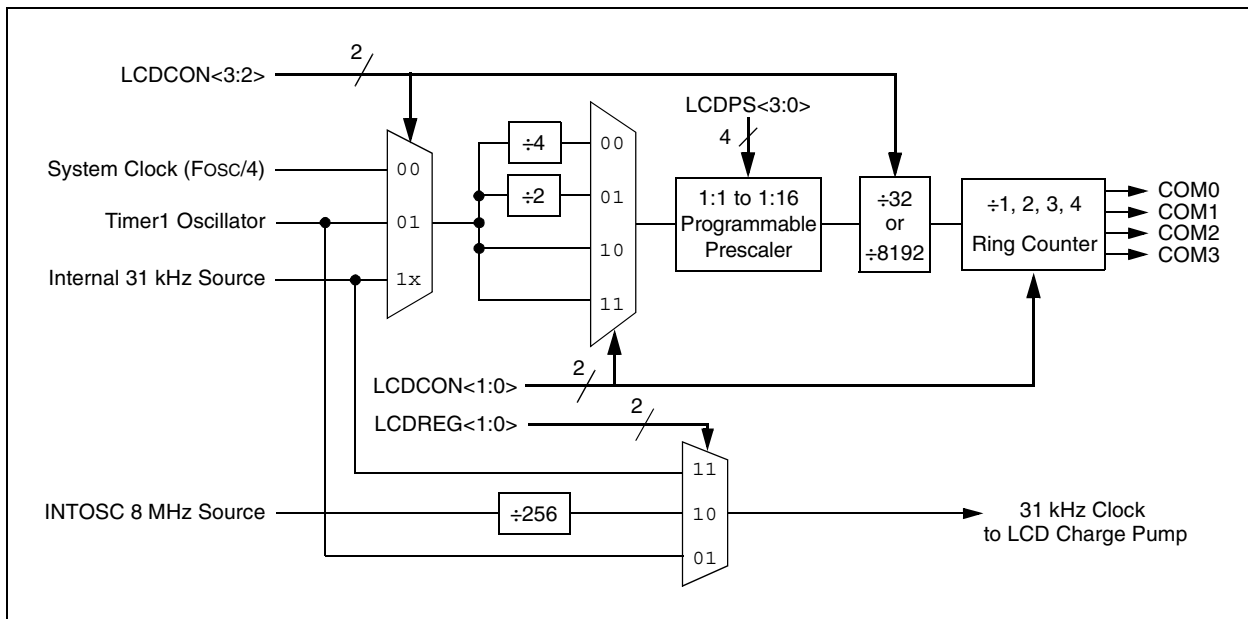 LCDCON<3:2>
2
System Clock (FOSC/4)
Timer1 Oscillator
Internal 31 kHz Source
00
01
1x
÷4
÷2
00
01
10
11
LCDPS<3:0>
4
1:1 to 1:16
Programmable
Prescaler
÷32
or
÷8192
÷1, 2, 3, 4
Ring Counter
COM0
COM1
COM2
COM3
LCDCON<1:0>
2
LCDREG<1:0>
2
INTOSC 8 MHz Source
÷256
11
10
01
31 kHz Clock
to LCD Charge Pump